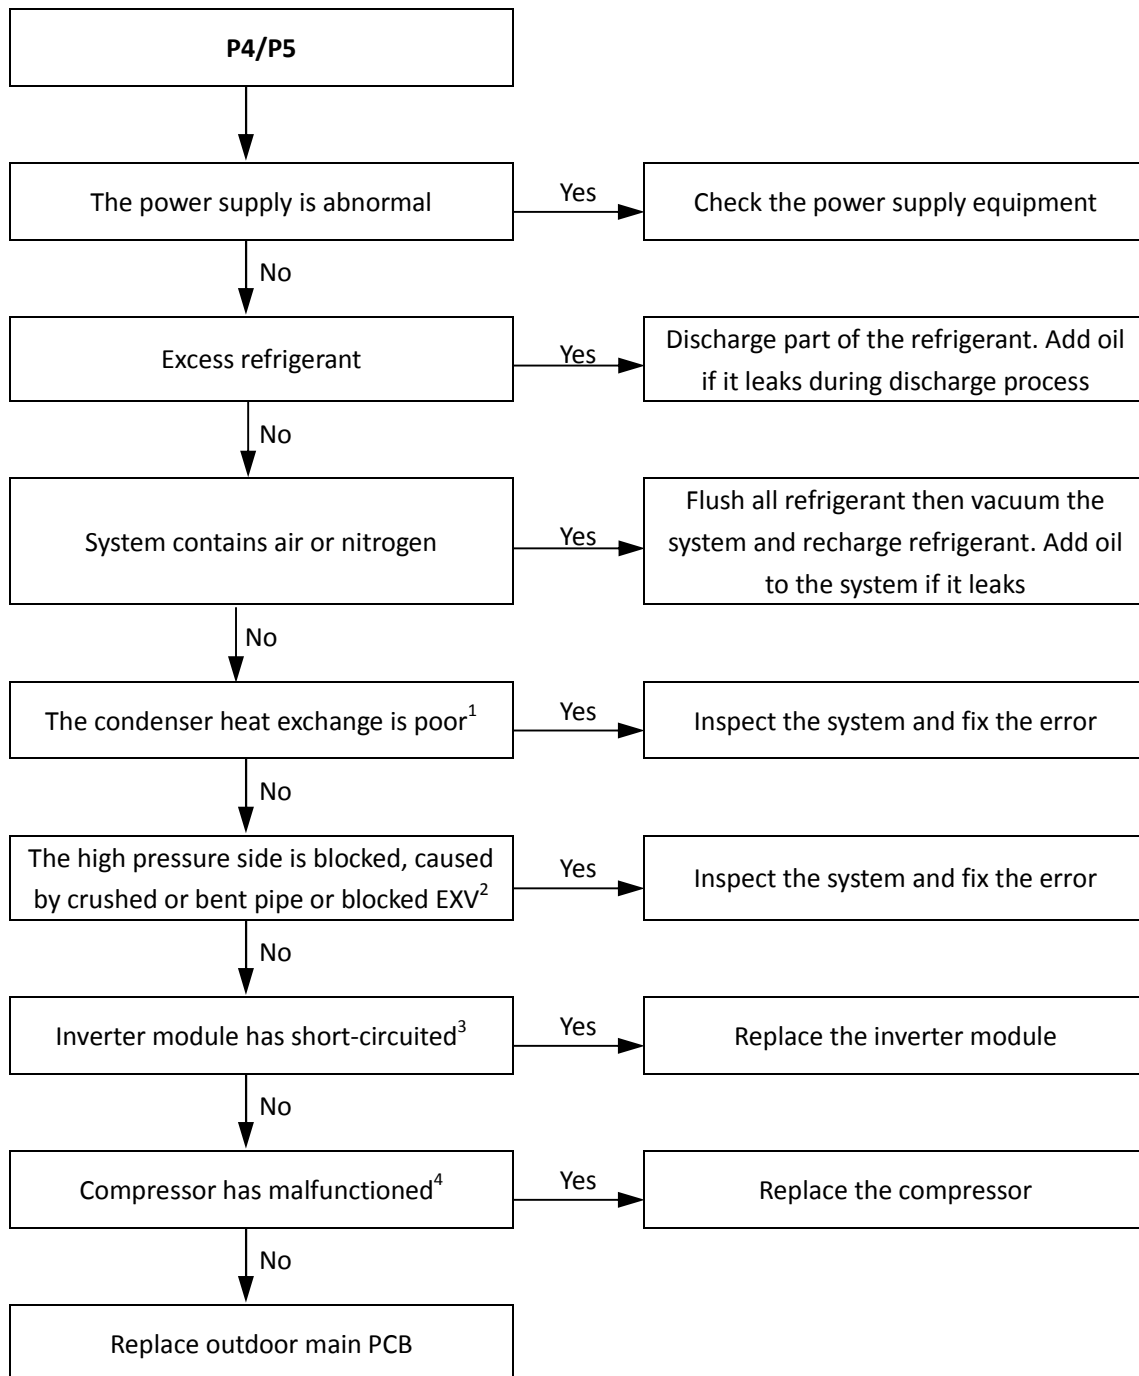 P4/P5
The power supply is abnormal
Yes
Check the power supply equipment
No
Excess refrigerant
Yes
Discharge part of the refrigerant. Add oil
if it leaks during discharge process
No
System contains air or nitrogen
Yes
Flush all refrigerant then vacuum the
system and recharge refrigerant. Add oil
to the system if it leaks
No
The condenser heat exchange is poor1
Yes
Inspect the system and fix the error
No
The high pressure side is blocked, caused
by crushed or bent pipe or blocked EXV2
Yes
Inspect the system and fix the error
No
Inverter module has short-circuited3
Yes
Replace the inverter module
No
Compressor has malfunctioned4
Yes
Replace the compressor
No
Replace outdoor main PCB